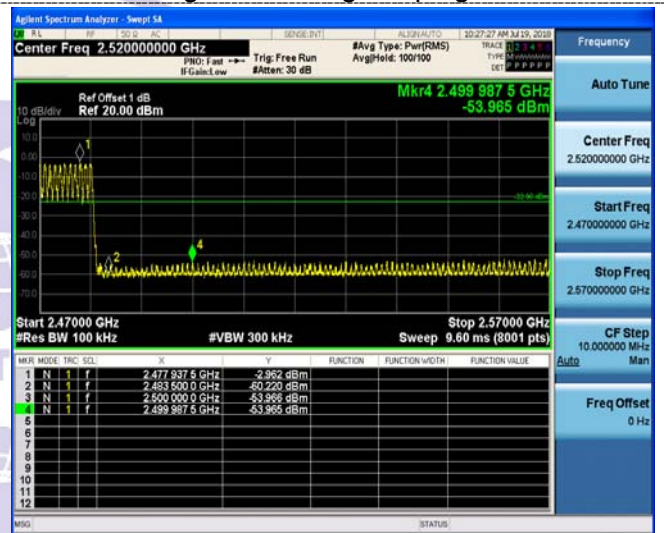 Agilent Spectrum Analyzer - Swept SA
RL RF 50 Ω AC SENSE:INT ALIGNAUTO 10:27:27 AM Jul 19, 2018
Center Freq 2.520000000 GHz #Avg Type: Pwr(RMS) TRACE 1 2 3 4 5 6
PNO: Fast Trig: Free Run Avg|Hold: 100/100 TYPE
IFGain:Low #Atten: 30 dB DET P P P P P P
Mkr4 2.499 987 5 GHz
-53.965 dBm
Ref Offset 1 dB
10 dB/div Ref 20.00 dBm
Log
10.0
0.00
-10.0
-20.0
-30.0
-40.0
-50.0
-60.0
-70.0
1
2
4
Start 2.47000 GHz Stop 2.57000 GHz
#Res BW 100 kHz #VBW 300 kHz Sweep 9.60 ms (8001 pts)
MKR MODE TRC SCL X Y FUNCTION FUNCTION WIDTH FUNCTION VALUE
1 N 1 f 2.477 937 5 GHz -2.962 dBm
2 N 1 f 2.483 500 0 GHz -60.220 dBm
3 N 1 f 2.500 000 0 GHz -53.966 dBm
4 N 1 f 2.499 987 5 GHz -53.965 dBm
5
6
7
8
9
10
11
12
MSG STATUS
Frequency
Auto Tune
Center Freq
2.520000000 GHz
Start Freq
2.470000000 GHz
Stop Freq
2.570000000 GHz
CF Step
10.000000 MHz
Auto Man
Freq Offset
0 Hz